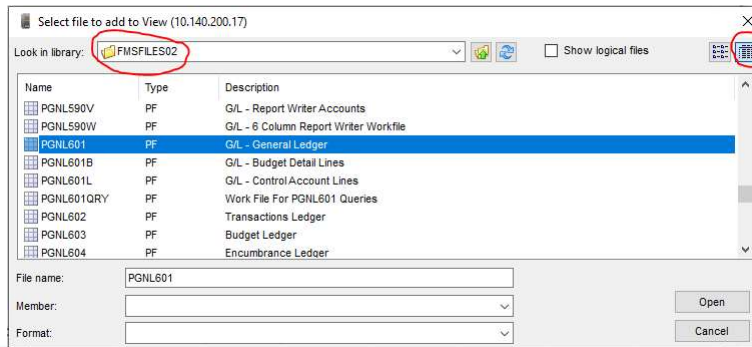 Select file to add to View (10.140.200.17)
Look in library: FMSFILES02 Show logical files
Name Type Description
PGNL590V PF G/L - Report Writer Accounts
PGNL590W PF G/L - 6 Column Report Writer Workfile
PGNL601 PF G/L - General Ledger
PGNL601B PF G/L - Budget Detail Lines
PGNL601L PF G/L - Control Account Lines
PGNL601QRY PF Work File For PGNL601 Queries
PGNL602 PF Transactions Ledger
PGNL603 PF Budget Ledger
PGNL604 PF Encumbrance Ledger
File name: PGNL601
Member: Open
Format: Cancel